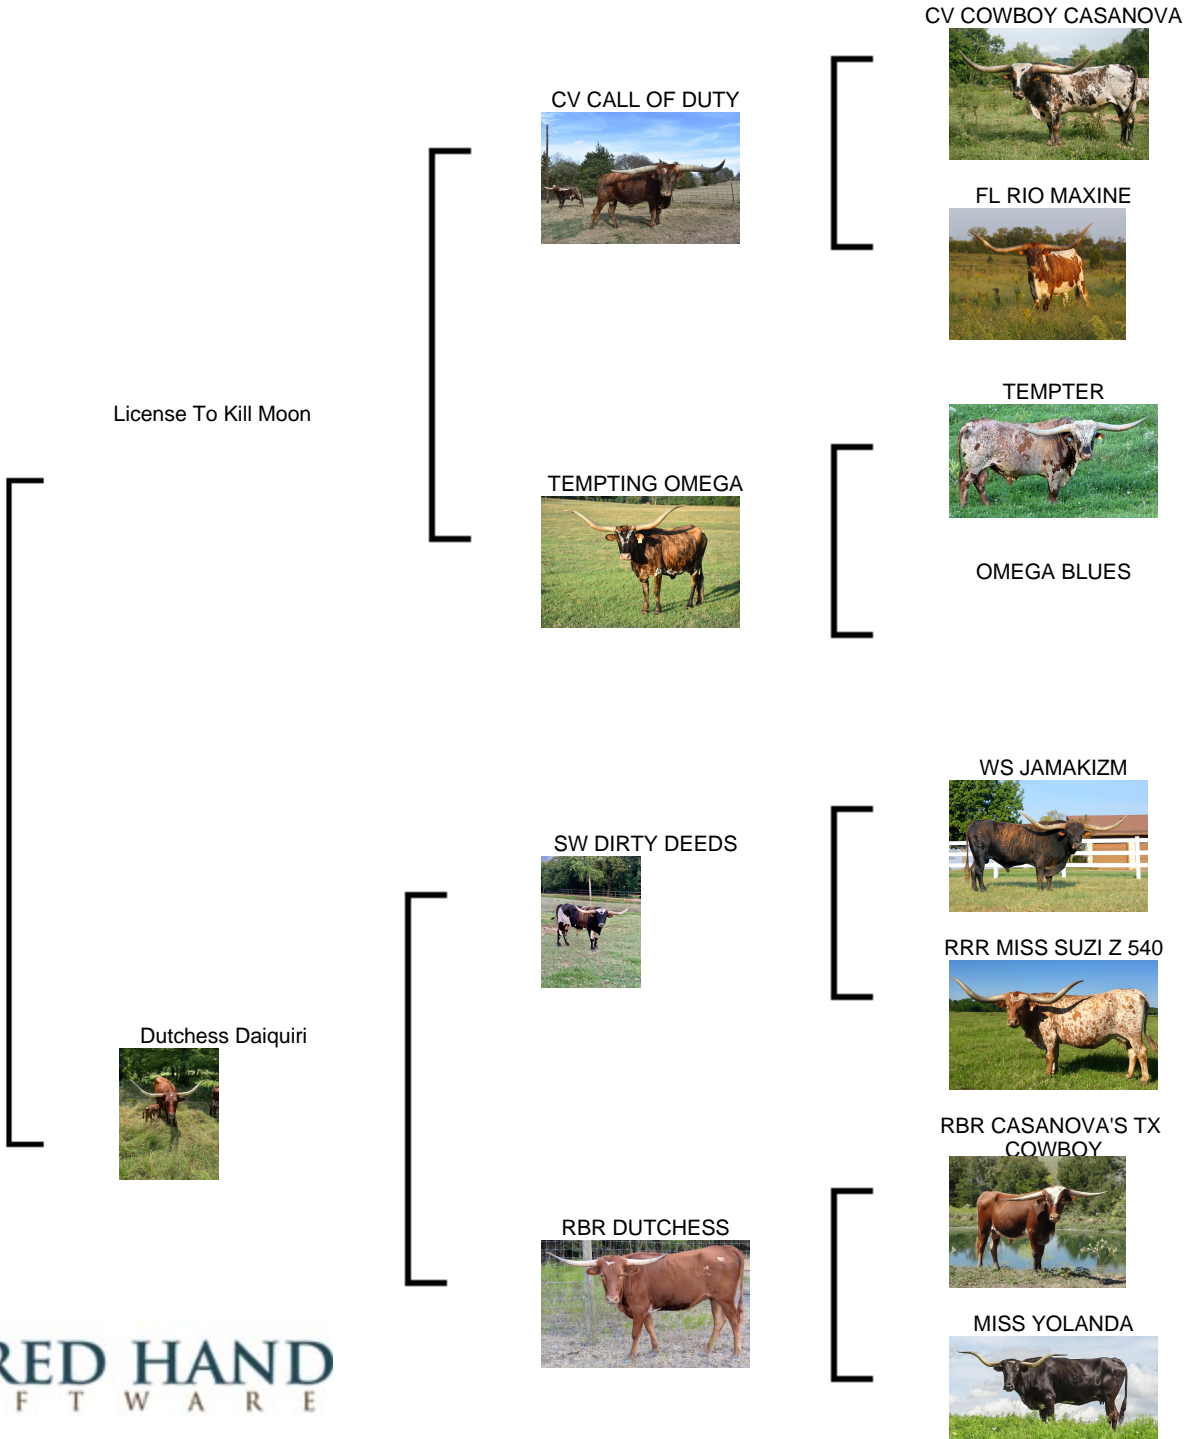 CV COWBOY CASANOVA
CV CALL OF DUTY
FL RIO MAXINE
License To Kill Moon
TEMPTER
TEMPTING OMEGA
OMEGA BLUES
WS JAMAKIZM
SW DIRTY DEEDS
RRR MISS SUZI Z 540
Dutchess Daiquiri
RBR CASANOVA'S TX
COWBOY
RBR DUTCHESS
MISS YOLANDA
RED HAND
F T W A R E